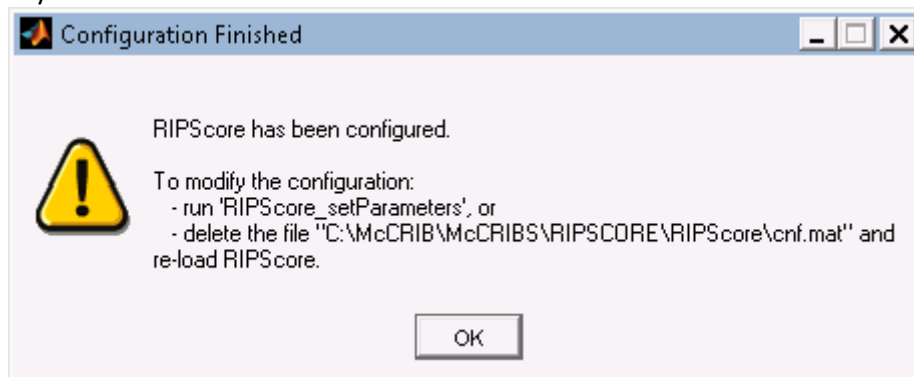 Configuration Finished
RIPScore has been configured.
To modify the configuration:
- run 'RIPScore_setParameters', or
- delete the file "C:\McCRIB\McCRIBS\RIPSCORE\RIPScore\cnf.mat" and
re-load RIPScore.
OK